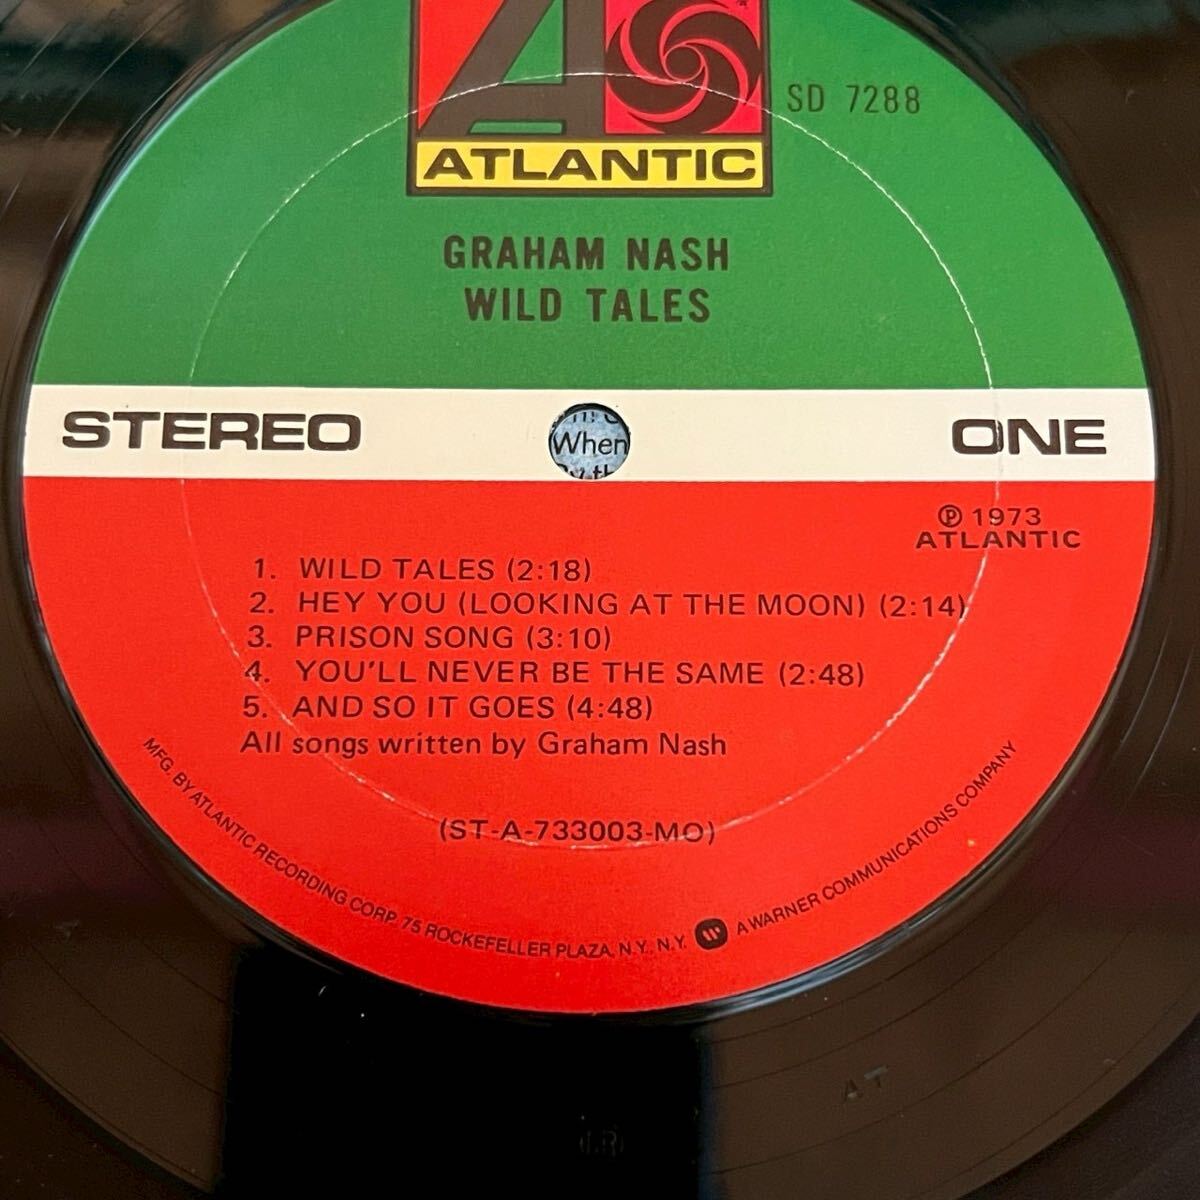 SD 7288
ATLANTIC
GRAHAM NASH
WILD TALES
STEREO
When
ONE
℗ 1973
ATLANTIC
1. WILD TALES (2:18)
2. HEY YOU (LOOKING AT THE MOON) (2:14)
3. PRISON SONG (3:10)
4. YOU'LL NEVER BE THE SAME (2:48)
5. AND SO IT GOES (4:48)
All songs written by Graham Nash
(ST-A-733003-MO)
MFG. BY ATLANTIC RECORDING CORP. 75 ROCKEFELLER PLAZA, N.Y. N.Y. A WARNER COMMUNICATIONS COMPANY
AT